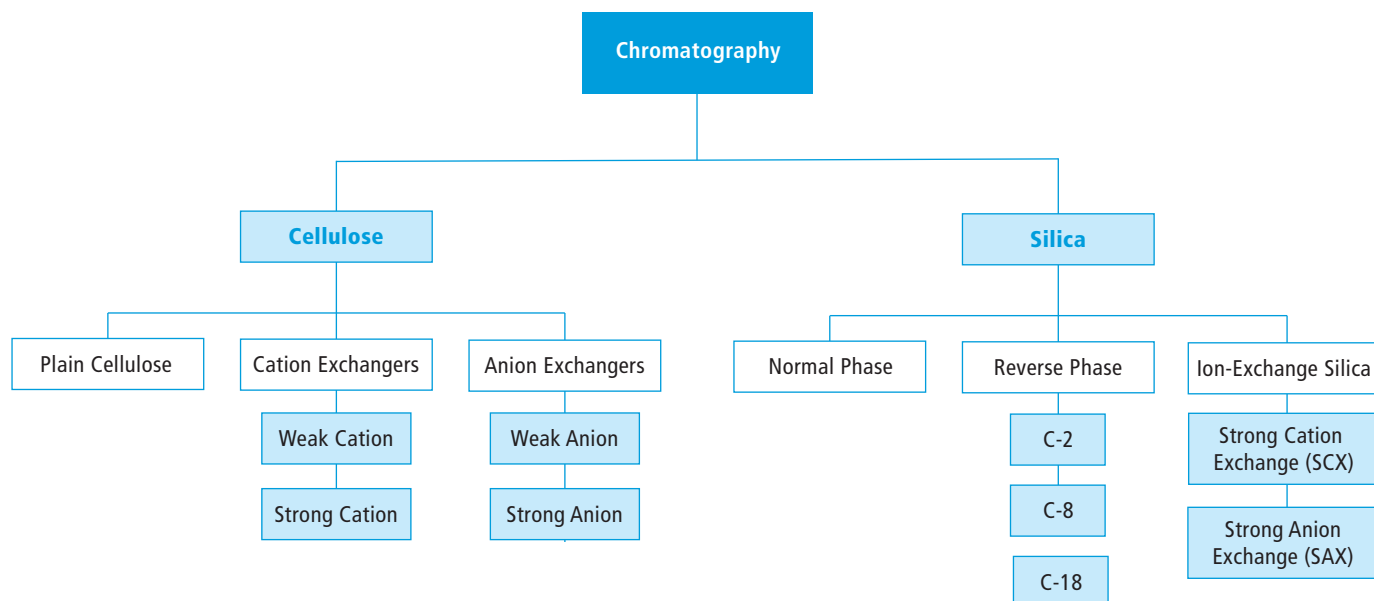 Chromatography
Cellulose
Silica
Plain Cellulose
Cation Exchangers
Anion Exchangers
Normal Phase
Reverse Phase
Ion-Exchange Silica
Weak Cation
Weak Anion
C-2
Strong Cation
Exchange (SCX)
Strong Cation
Strong Anion
C-8
Strong Anion
Exchange (SAX)
C-18